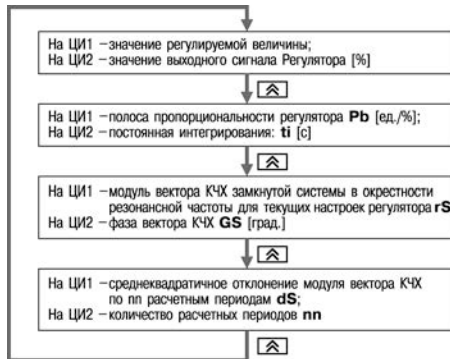 На ЦИ1 – значение регулируемой величины;
На ЦИ2 – значение выходного сигнала Регулятора [%]
На ЦИ1 – полоса пропорциональности регулятора Pb [ед./%];
На ЦИ2 – постоянная интегрирования: ti [с]
На ЦИ1 – модуль вектора КЧХ замкнутой системы в окрестности
резонансной частоты для текущих настроек регулятора rS
На ЦИ2 – фаза вектора КЧХ GS [град.]
На ЦИ1 – среднеквадратичное отклонение модуля вектора КЧХ
по nn расчетным периодам dS;
На ЦИ2 – количество расчетных периодов nn